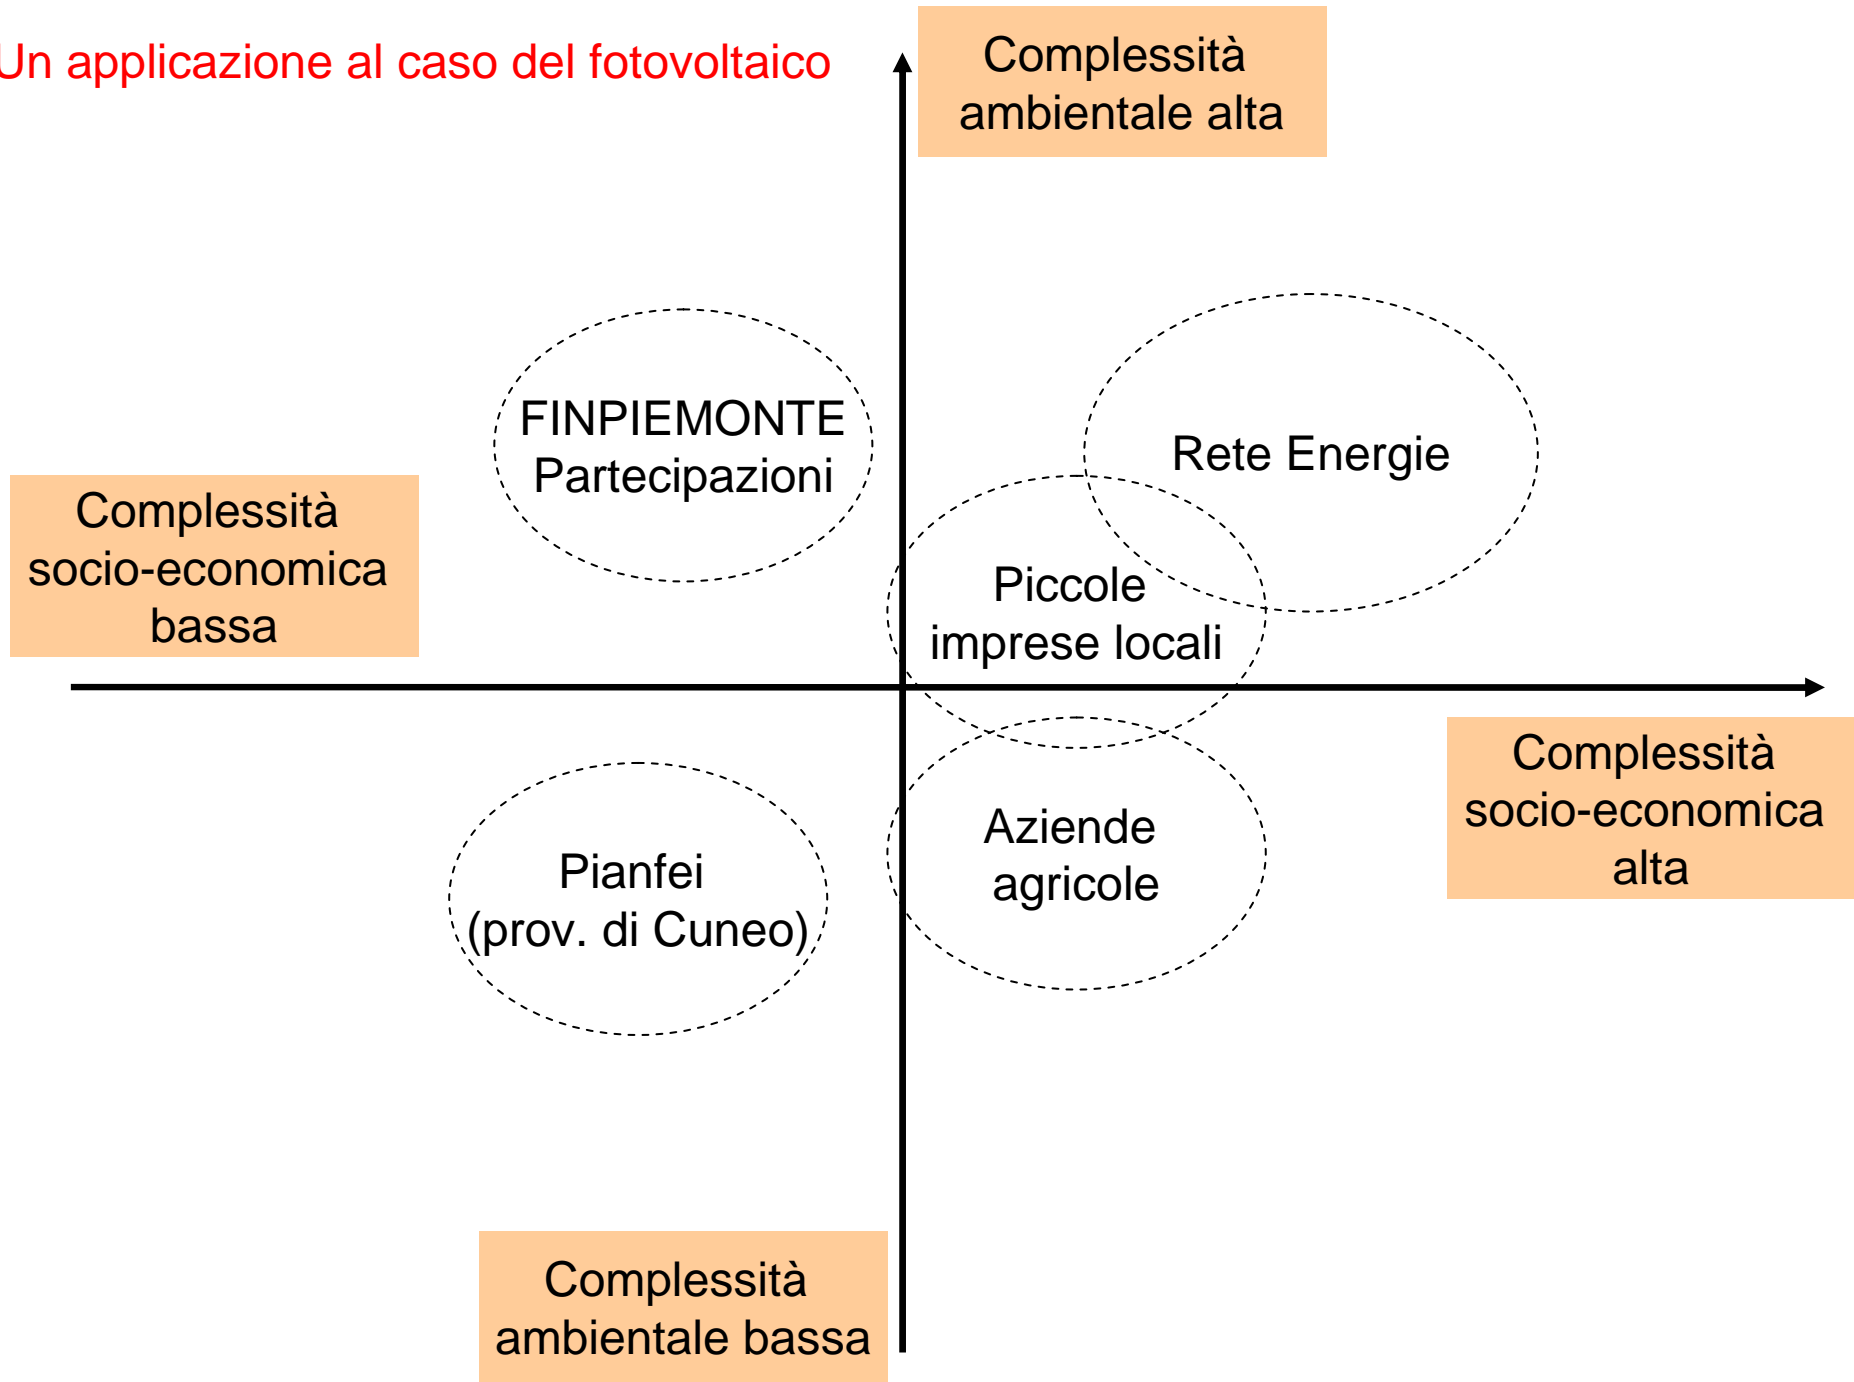 Un applicazione al caso del fotovoltaico
Complessità
ambientale alta
FINPIEMONTE
Partecipazioni
Rete Energie
Complessità
socio-economica
bassa
Piccole
imprese locali
Complessità
socio-economica
alta
Aziende
agricole
Pianfei
(prov. di Cuneo)
Complessità
ambientale bassa